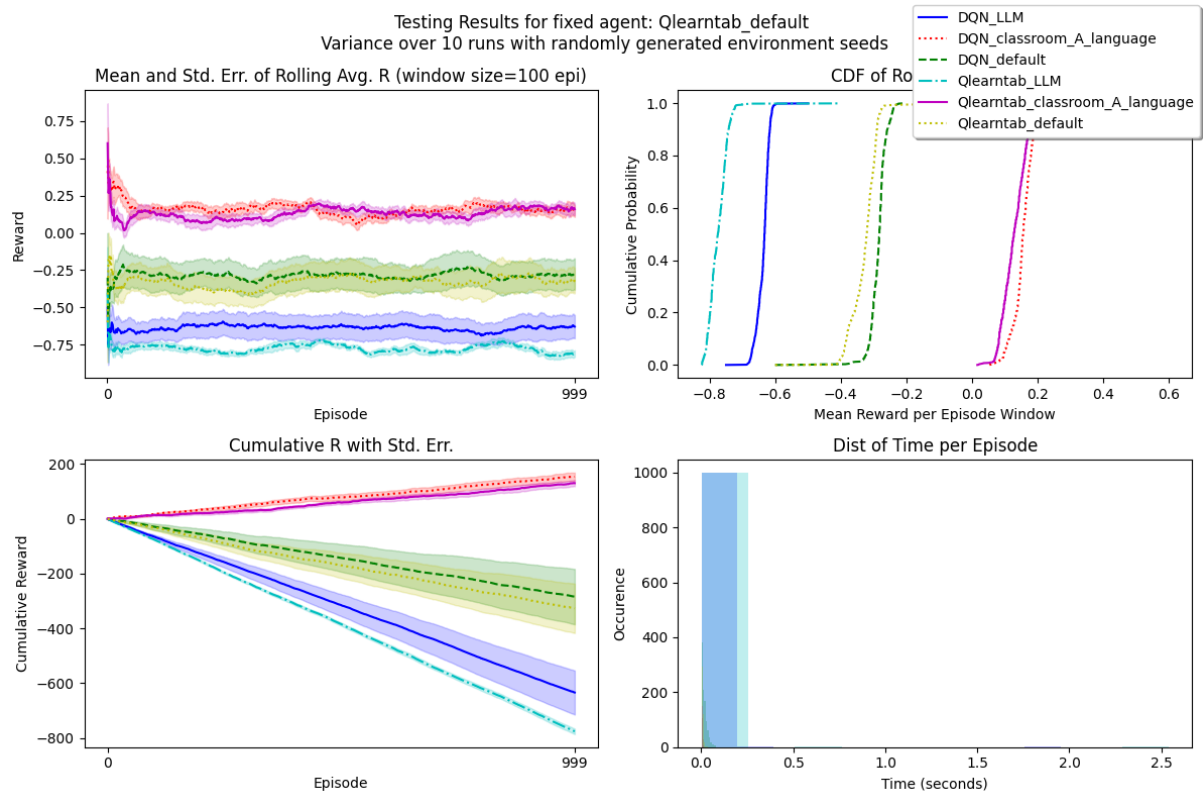 Testing Results for fixed agent: Qlearntab_default
Variance over 10 runs with randomly generated environment seeds
DQN_LLM
DQN_classroom_A_language
DQN_default
Qlearntab_LLM
Qlearntab_classroom_A_language
Qlearntab_default
Mean and Std. Err. of Rolling Avg. R (window size=100 epi)
0.75
0.50
0.25
0.00
−0.25
−0.50
−0.75
Reward
0
999
Episode
CDF of Ro
1.0
0.8
0.6
0.4
0.2
0.0
Cumulative Probability
−0.8
−0.6
−0.4
−0.2
0.0
0.2
0.4
0.6
Mean Reward per Episode Window
Cumulative R with Std. Err.
200
0
−200
−400
−600
−800
Cumulative Reward
0
999
Episode
Dist of Time per Episode
1000
800
600
400
200
0
Occurence
0.0
0.5
1.0
1.5
2.0
2.5
Time (seconds)